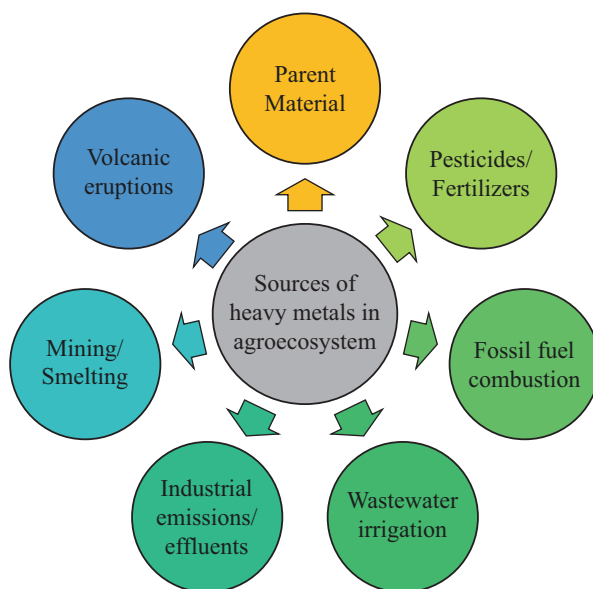 Parent
Material
Volcanic
eruptions
Pesticides/
Fertilizers
Sources of
heavy metals in
agroecosystem
Mining/
Smelting
Fossil fuel
combustion
Industrial
emissions/
effluents
Wastewater
irrigation